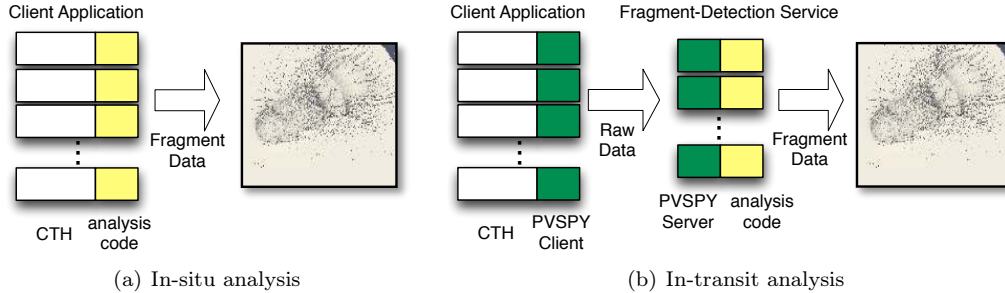 Client Application
Fragment
Data
CTH
analysis
code
(a) In-situ analysis
Client Application
Fragment-Detection Service
Raw
Data
Fragment
Data
CTH
PVSPY
Client
PVSPY
Server
analysis
code
(b) In-transit analysis